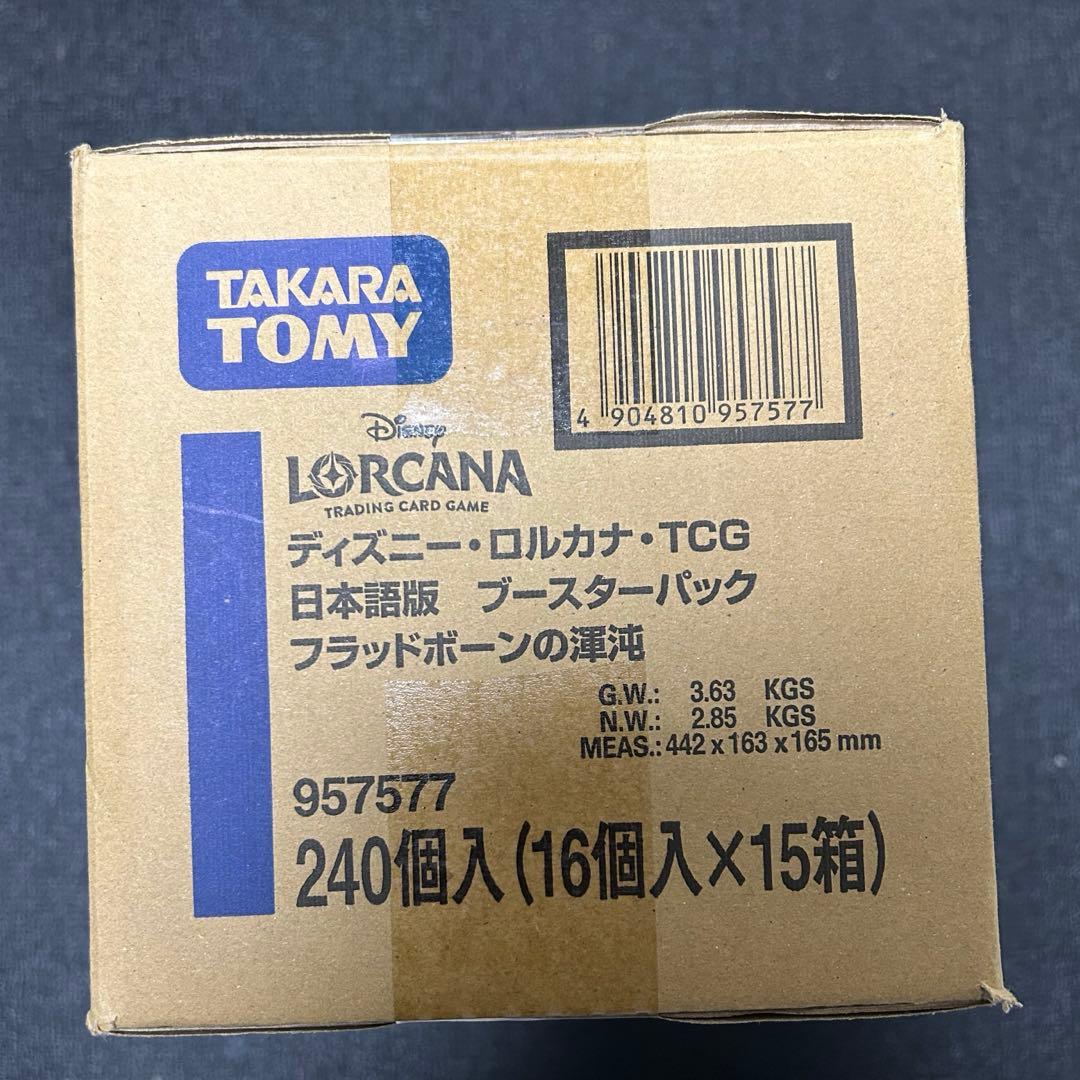 TAKARA
TOMY
4 904810 957577
Disney
LORCANA
TRADING CARD GAME
ディズニー・ロルカナ・TCG
日本語版 ブースターパック
フラッドボーンの渾沌
G.W.: 3.63 KGS
N.W.: 2.85 KGS
MEAS.: 442 x 163 x 165 mm
957577
240個入(16個入×15箱)